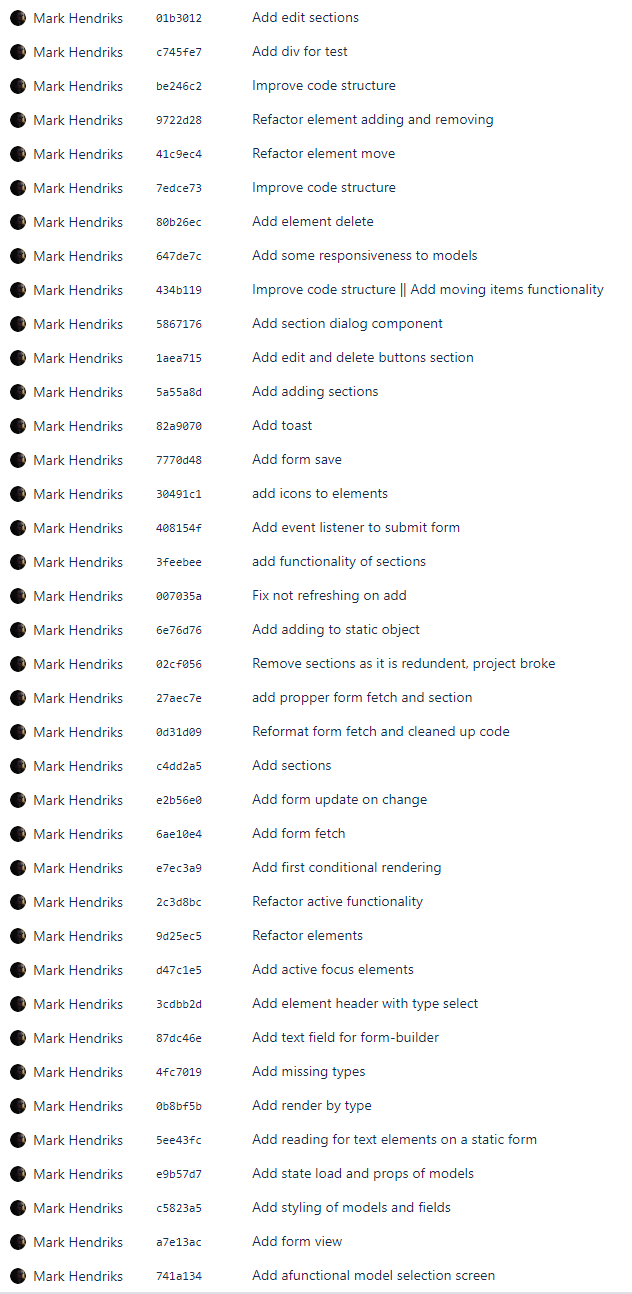 Mark Hendriks 01b3012 Add edit sections
Mark Hendriks c745fe7 Add div for test
Mark Hendriks be246c2 Improve code structure
Mark Hendriks 9722d28 Refactor element adding and removing
Mark Hendriks 41c9ec4 Refactor element move
Mark Hendriks 7edce73 Improve code structure
Mark Hendriks 80b26ec Add element delete
Mark Hendriks 647de7c Add some responsiveness to models
Mark Hendriks 434b119 Improve code structure || Add moving items functionality
Mark Hendriks 5867176 Add section dialog component
Mark Hendriks 1aea715 Add edit and delete buttons section
Mark Hendriks 5a55a8d Add adding sections
Mark Hendriks 82a9070 Add toast
Mark Hendriks 7770d48 Add form save
Mark Hendriks 30491c1 add icons to elements
Mark Hendriks 408154f Add event listener to submit form
Mark Hendriks 3feebee add functionality of sections
Mark Hendriks 007035a Fix not refreshing on add
Mark Hendriks 6e76d76 Add adding to static object
Mark Hendriks 02cf056 Remove sections as it is redundent, project broke
Mark Hendriks 27aec7e add propper form fetch and section
Mark Hendriks 0d31d09 Reformat form fetch and cleaned up code
Mark Hendriks c4dd2a5 Add sections
Mark Hendriks e2b56e0 Add form update on change
Mark Hendriks 6ae10e4 Add form fetch
Mark Hendriks e7ec3a9 Add first conditional rendering
Mark Hendriks 2c3d8bc Refactor active functionality
Mark Hendriks 9d25ec5 Refactor elements
Mark Hendriks d47c1e5 Add active focus elements
Mark Hendriks 3cdbb2d Add element header with type select
Mark Hendriks 87dc46e Add text field for form-builder
Mark Hendriks 4fc7019 Add missing types
Mark Hendriks 0b8bf5b Add render by type
Mark Hendriks 5ee43fc Add reading for text elements on a static form
Mark Hendriks e9b57d7 Add state load and props of models
Mark Hendriks c5823a5 Add styling of models and fields
Mark Hendriks a7e13ac Add form view
Mark Hendriks 741a134 Add afunctional model selection screen